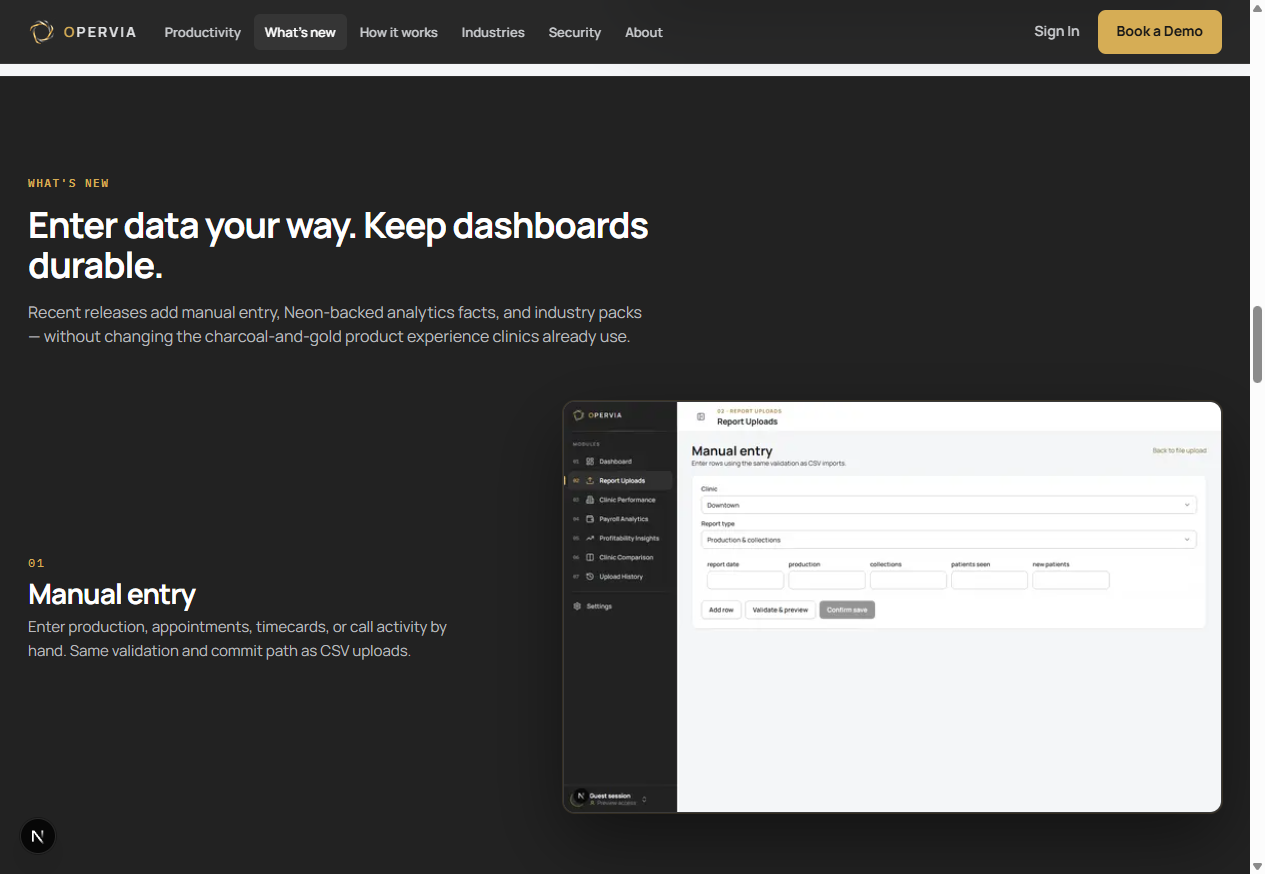 OPERVIA
Productivity
What's new
How it works
Industries
Security
About
Sign In
Book a Demo
WHAT'S NEW
Enter data your way. Keep dashboards
durable.
Recent releases add manual entry, Neon-backed analytics facts, and industry packs
— without changing the charcoal-and-gold product experience clinics already use.
01
Manual entry
Enter production, appointments, timecards, or call activity by
hand. Same validation and commit path as CSV uploads.
OPERVIA
MODULES
01 Dashboard
02 Report Uploads
03 Clinic Performance
04 Payroll Analytics
05 Profitability Insights
06 Clinic Comparison
07 Upload History
Settings
N Guest session
Preview access
02 · REPORT UPLOADS
Report Uploads
Manual entry
Enter rows using the same validation as CSV imports.
Back to file upload
Clinic
Downtown
Report type
Production & collections
report date
production
collections
patients seen
new patients
Add row
Validate & preview
Confirm save
N